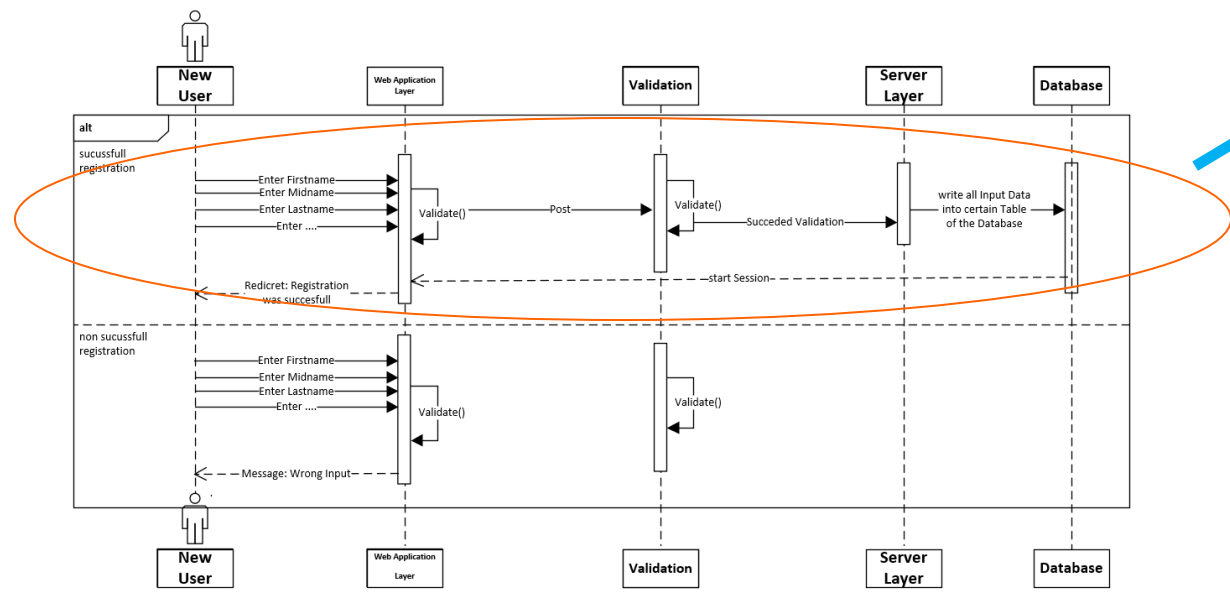 New
User
Web Application
Layer
Validation
Server
Layer
Database
alt
sucussfull
registration
Enter Firstname
Enter Midname
Enter Lastname
Enter ....
Validate()
Post
Validate()
Succeded Validation
write all Input Data
into certain Table
of the Database
start Session
Redicret: Registration
was succesfull
non sucussfull
registration
Enter Firstname
Enter Midname
Enter Lastname
Enter ....
Validate()
Validate()
Message: Wrong Input
New
User
Web Application
Layer
Validation
Server
Layer
Database